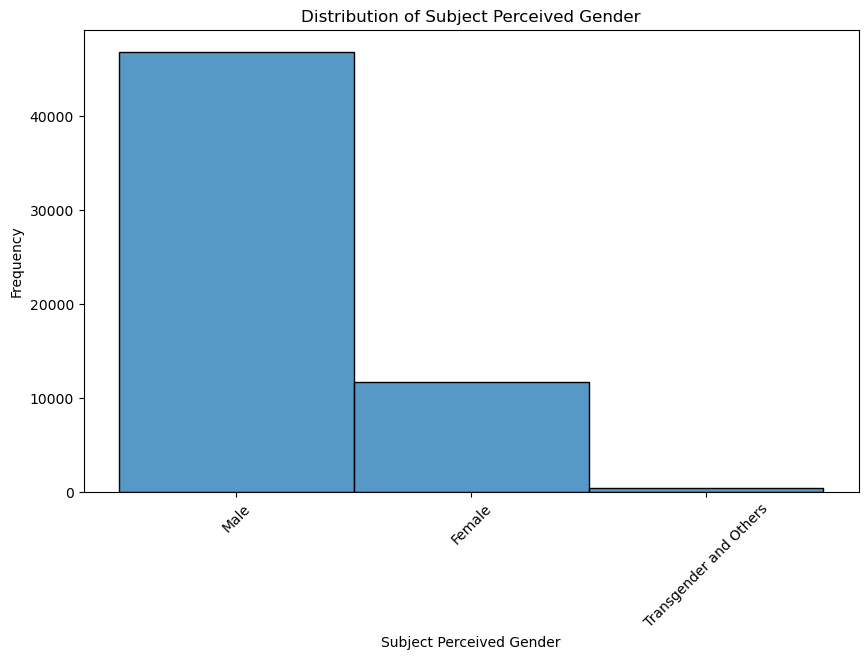 Distribution of Subject Perceived Gender
Frequency
40000
30000
20000
10000
0
Male
Female
Transgender and Others
Subject Perceived Gender